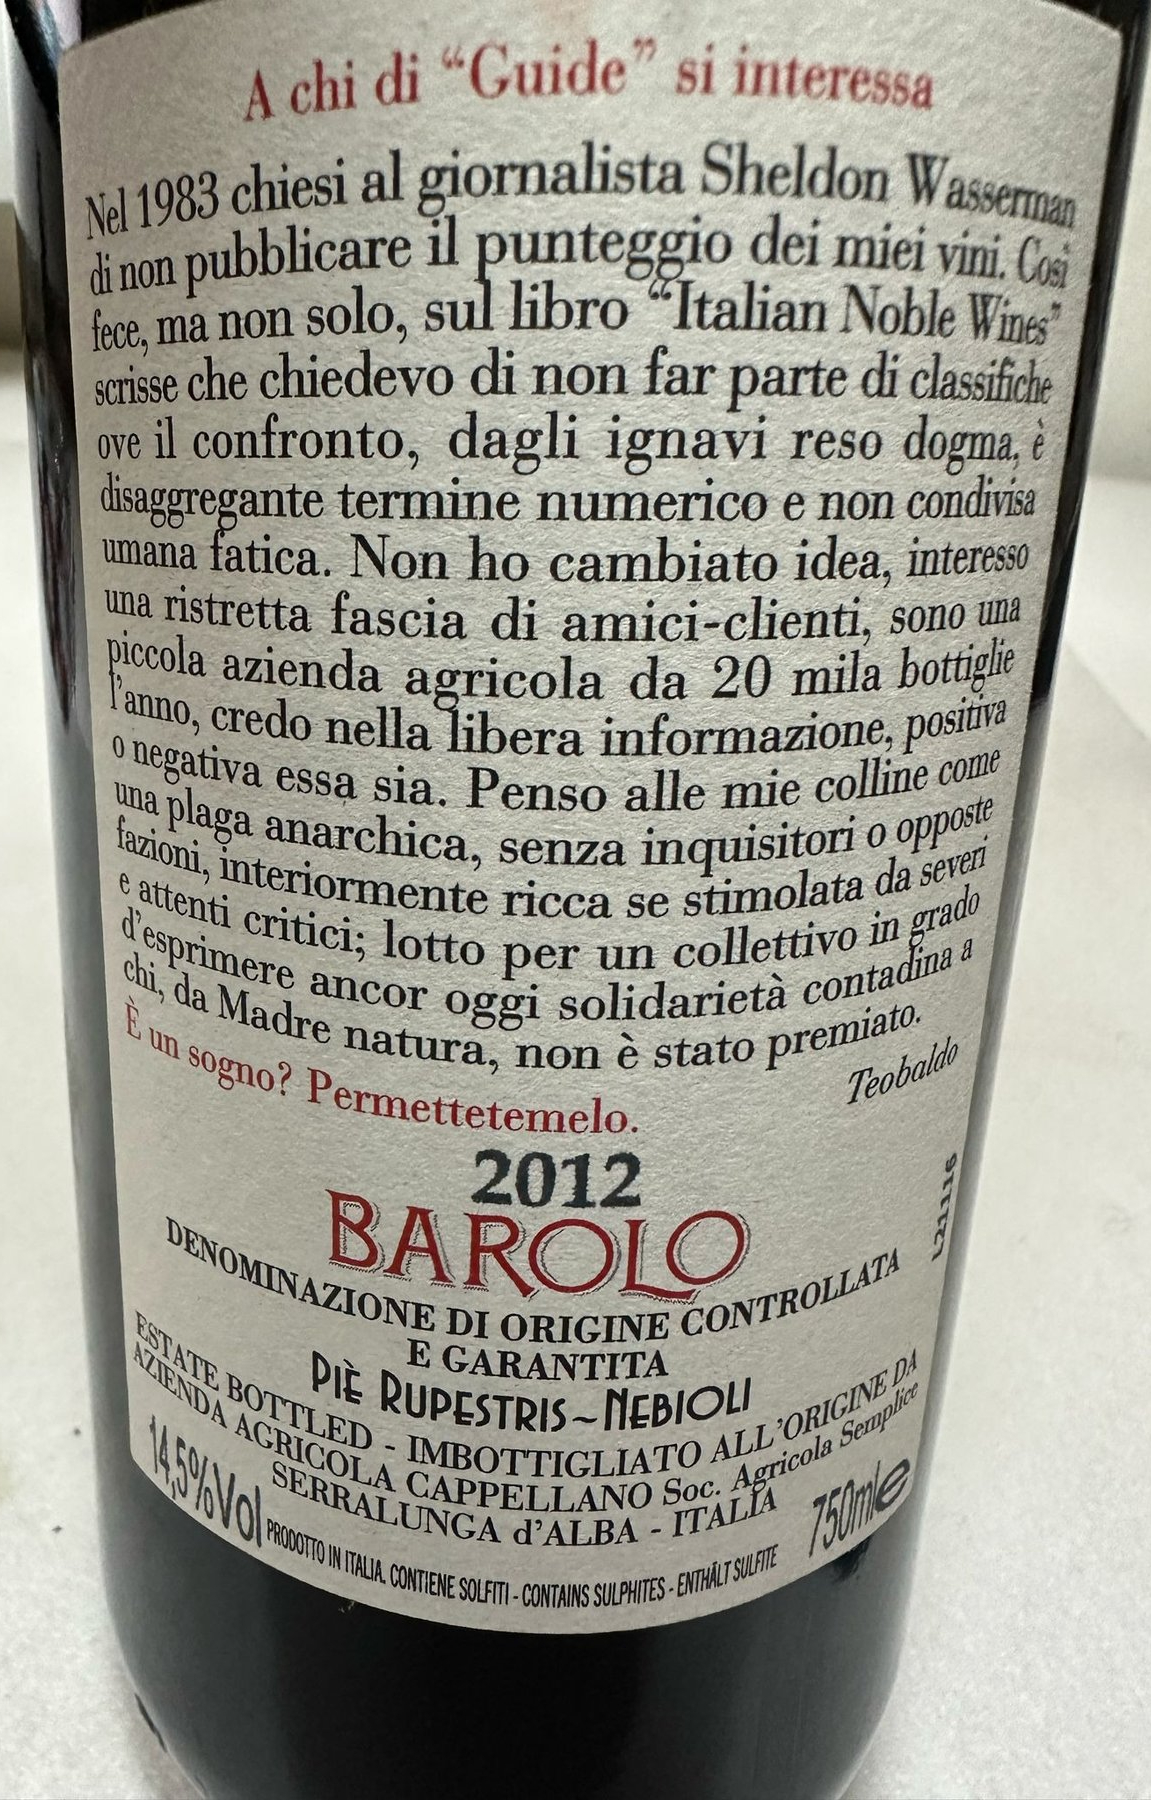 A chi di “Guide” si interessa
Nel 1983 chiesi al giornalista Sheldon Wasserman
di non pubblicare il punteggio dei miei vini. Così
fece, ma non solo, sul libro “Italian Noble Wines”
scrisse che chiedevo di non far parte di classifiche
ove il confronto, dagli ignavi reso dogma, è
disaggregante termine numerico e non condivisa
umana fatica. Non ho cambiato idea, interesso
una ristretta fascia di amici-clienti, sono una
piccola azienda agricola da 20 mila bottiglie
l’anno, credo nella libera informazione, positiva
o negativa essa sia. Penso alle mie colline come
una plaga anarchica, senza inquisitori o opposte
fazioni, interiormente ricca se stimolata da severi
e attenti critici; lotto per un collettivo in grado
d’esprimere ancor oggi solidarietà contadina a
chi, da Madre natura, non è stato premiato.
È un sogno? Permettetemelo.
Teobaldo
2012
BAROLO
L21116
DENOMINAZIONE DI ORIGINE CONTROLLATA
E GARANTITA
PIÈ RUPESTRIS~NEBIOLI
ESTATE BOTTLED - IMBOTTIGLIATO ALL’ORIGINE DA
AZIENDA AGRICOLA CAPPELLANO Soc. Agricola Semplice
SERRALUNGA d’ALBA - ITALIA
14,5%Vol
750ml e
PRODOTTO IN ITALIA. CONTIENE SOLFITI - CONTAINS SULPHITES - ENTHÄLT SULFITE